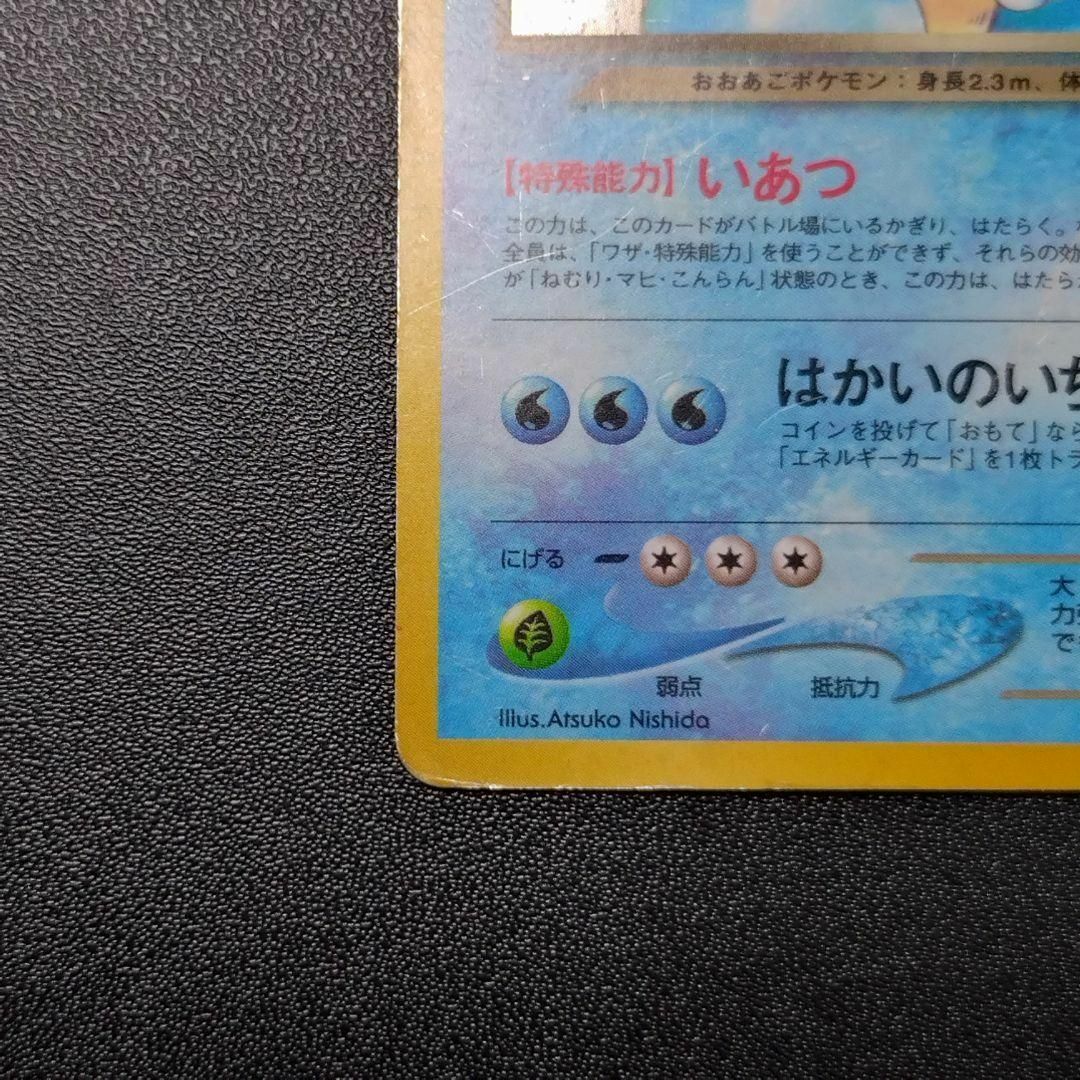 おおあごポケモン：身長2.3m、体
【特殊能力】いあつ
この力は、このカードがバトル場にいるかぎり、はたらく。
全員は、「ワザ・特殊能力」を使うことができず、それらの効
が「ねむり・マヒ・こんらん」状態のとき、この力は、はたら
はかいのいち
コインを投げて「おもて」なら
「エネルギーカード」を1枚トラ
にげる
大
力
で
弱点
抵抗力
Illus.Atsuko Nishida